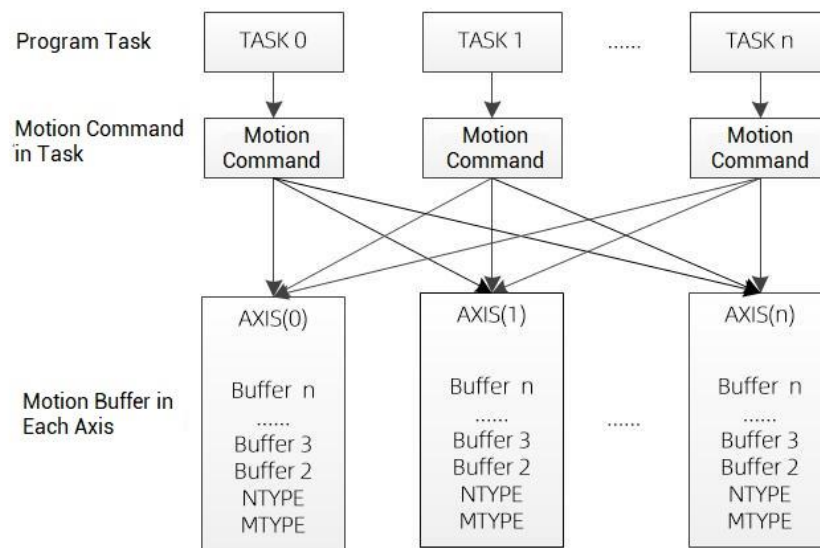 Program Task
TASK 0
TASK 1
......
TASK n
Motion Command
in Task
Motion
Command
Motion
Command
Motion
Command
AXIS(0)
AXIS(1)
AXIS(n)
Motion Buffer in
Each Axis
Buffer n
......
Buffer 3
Buffer 2
NTYPE
MTYPE
Buffer n
......
Buffer 3
Buffer 2
NTYPE
MTYPE
......
Buffer n
......
Buffer 3
Buffer 2
NTYPE
MTYPE